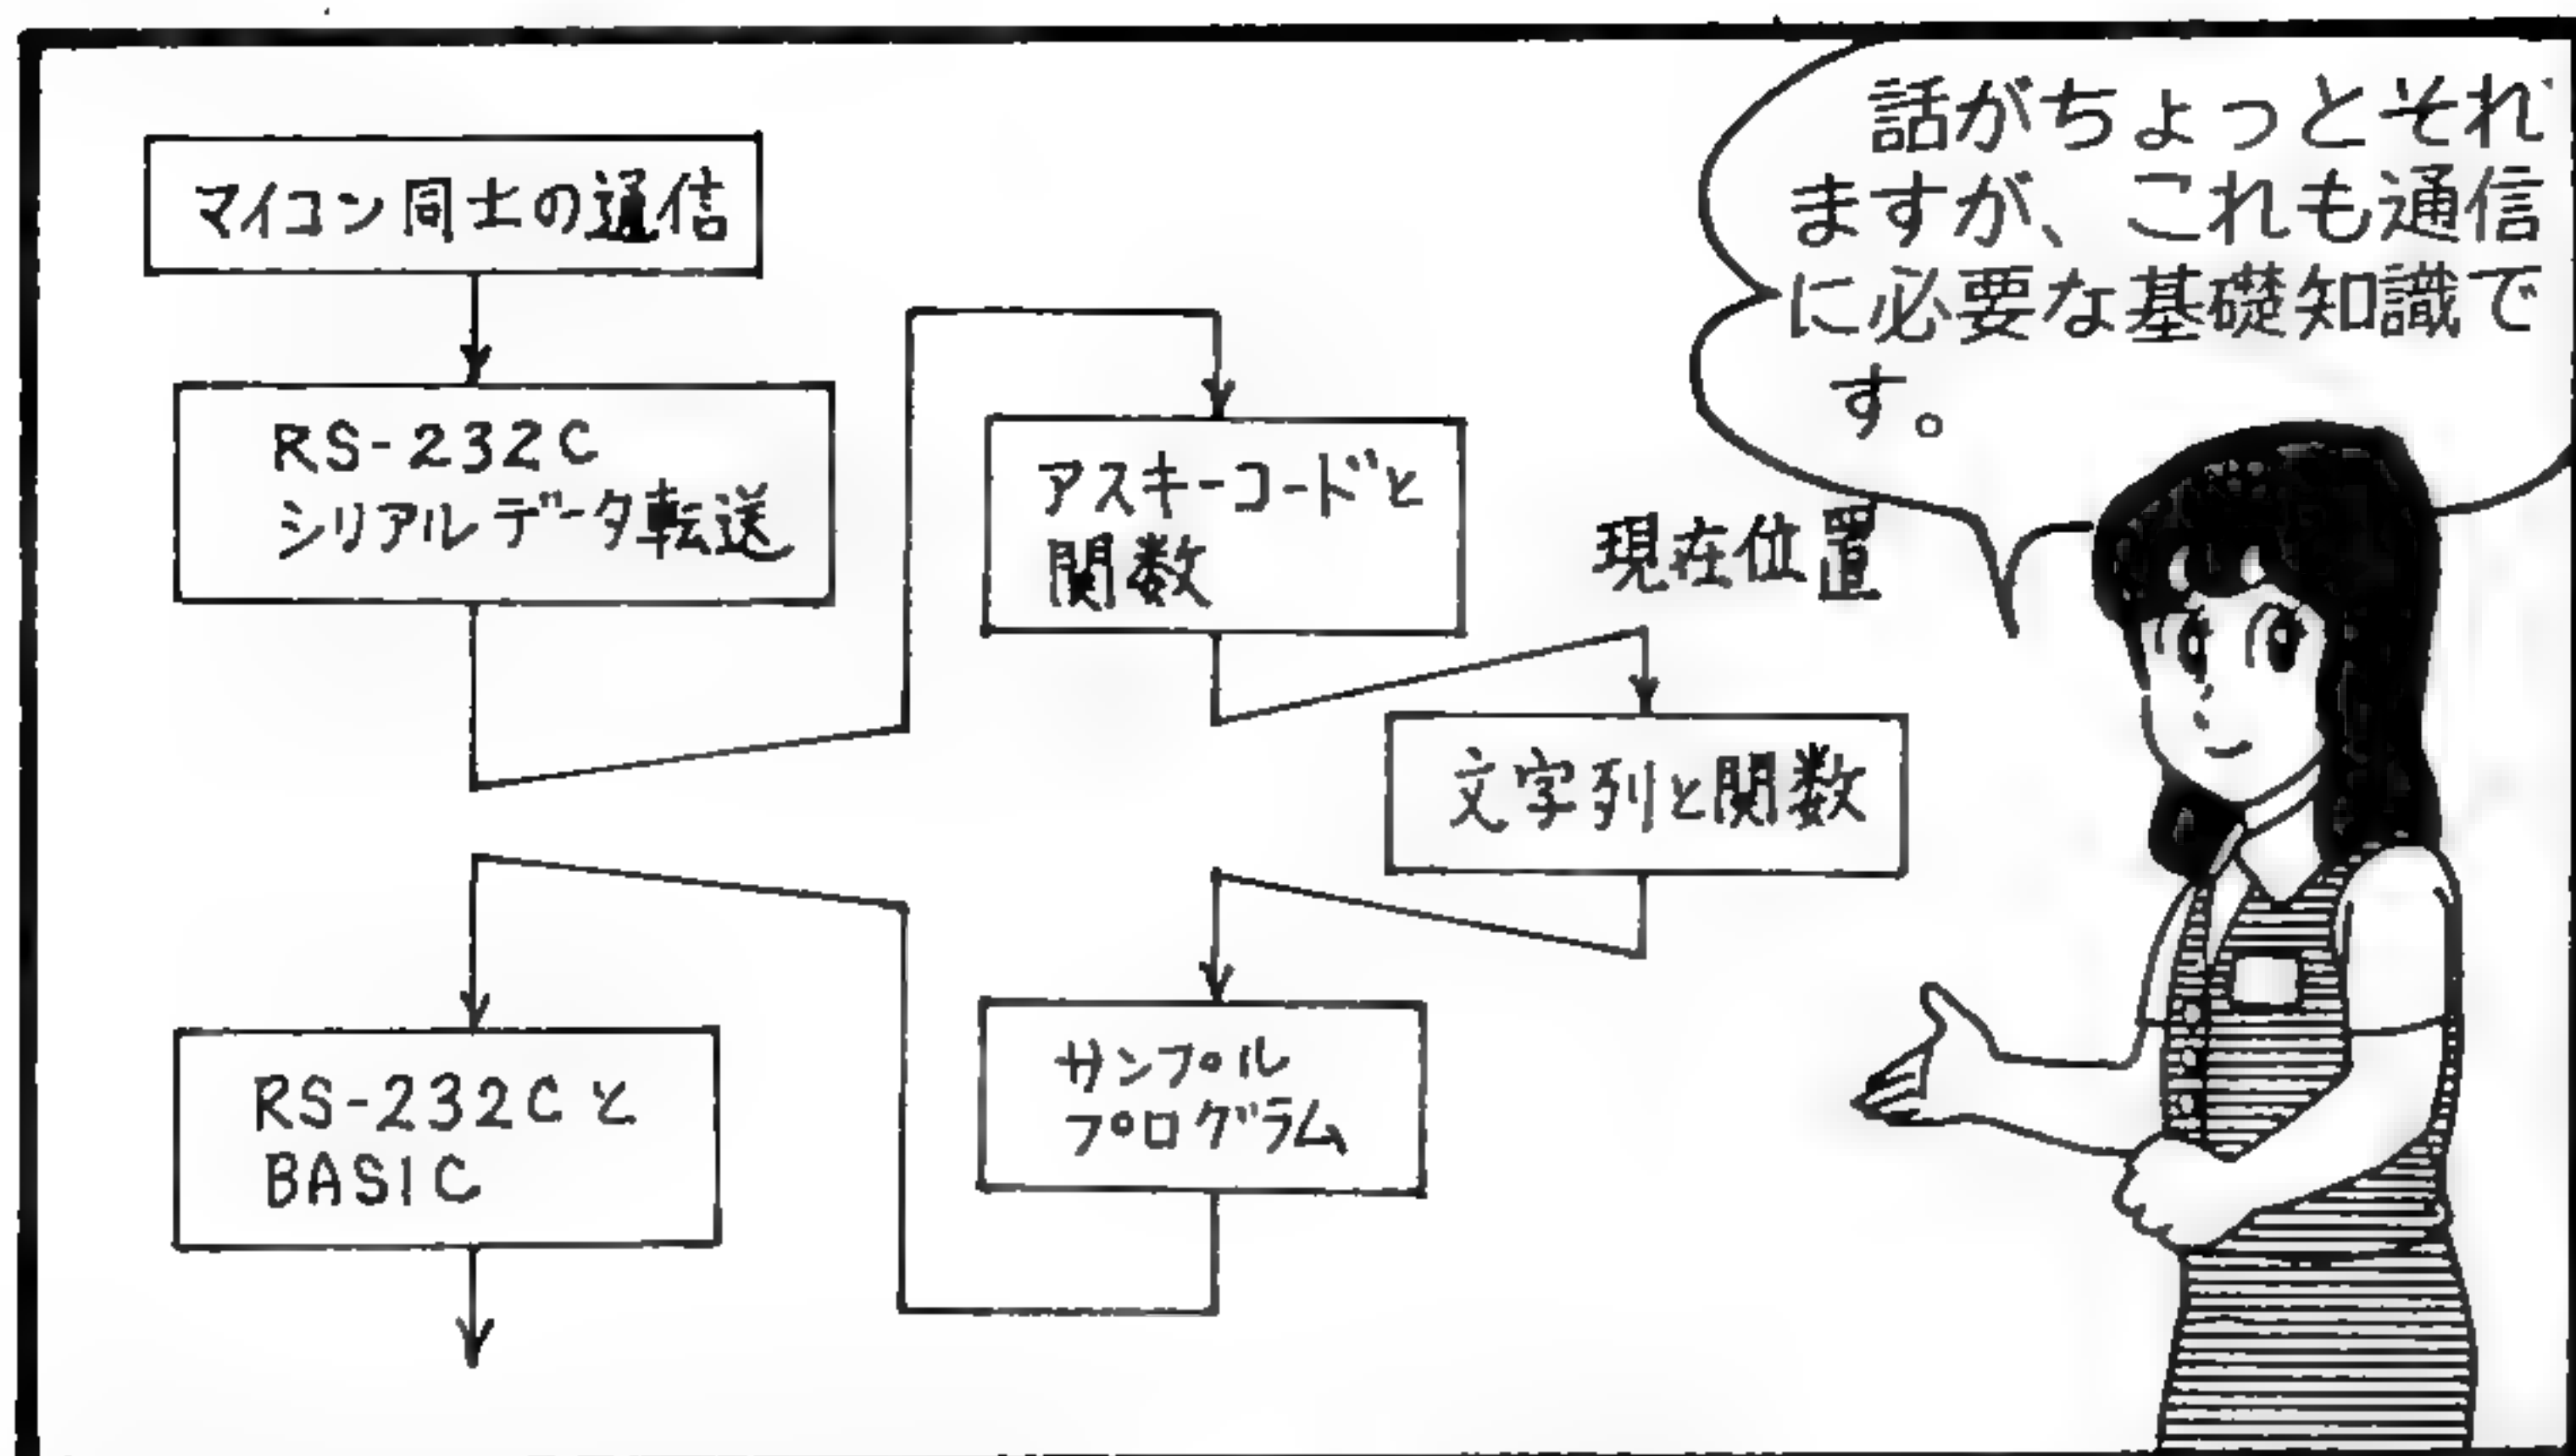 マイコン同士の通信
RS-232C
シリアルデータ転送
アスキーコードと
関数
現在位置
文字列と関数
サンプル
プログラム
RS-232Cと
BASIC
話がちょっとそれ
ますが、これも通信
に必要な基礎知識で
す。